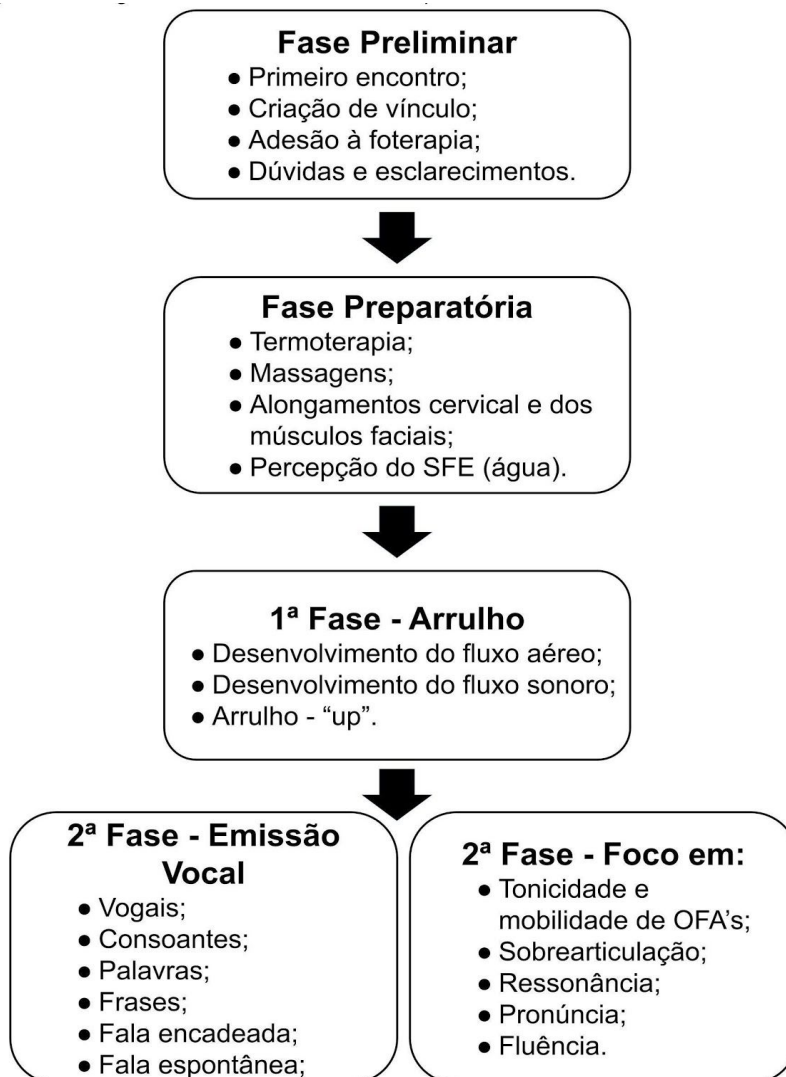 Fase Preliminar
● Primeiro encontro;
● Criação de vínculo;
● Adesão à foterapia;
● Dúvidas e esclarecimentos.
Fase Preparatória
● Termoterapia;
● Massagens;
● Alongamentos cervical e dos
músculos faciais;
● Percepção do SFE (água).
1ª Fase - Arrulho
● Desenvolvimento do fluxo aéreo;
● Desenvolvimento do fluxo sonoro;
● Arrulho - “up”.
2ª Fase - Emissão
Vocal
● Vogais;
● Consoantes;
● Palavras;
● Frases;
● Fala encadeada;
● Fala espontânea;
2ª Fase - Foco em:
● Tonicidade e
mobilidade de OFA’s;
● Sobrearticulação;
● Ressonância;
● Pronúncia;
● Fluência.